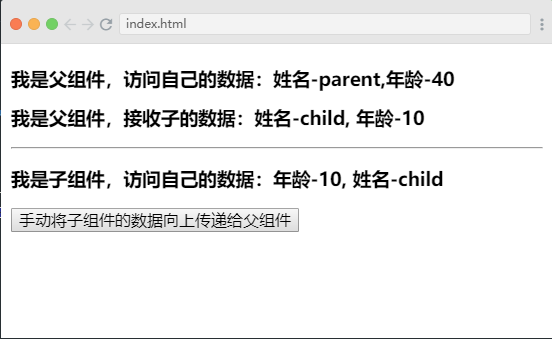 index.html
我是父组件，访问自己的数据：姓名-parent,年龄-40
我是父组件，接收子的数据：姓名-child, 年龄-10
我是子组件，访问自己的数据：年龄-10, 姓名-child
手动将子组件的数据向上传递给父组件